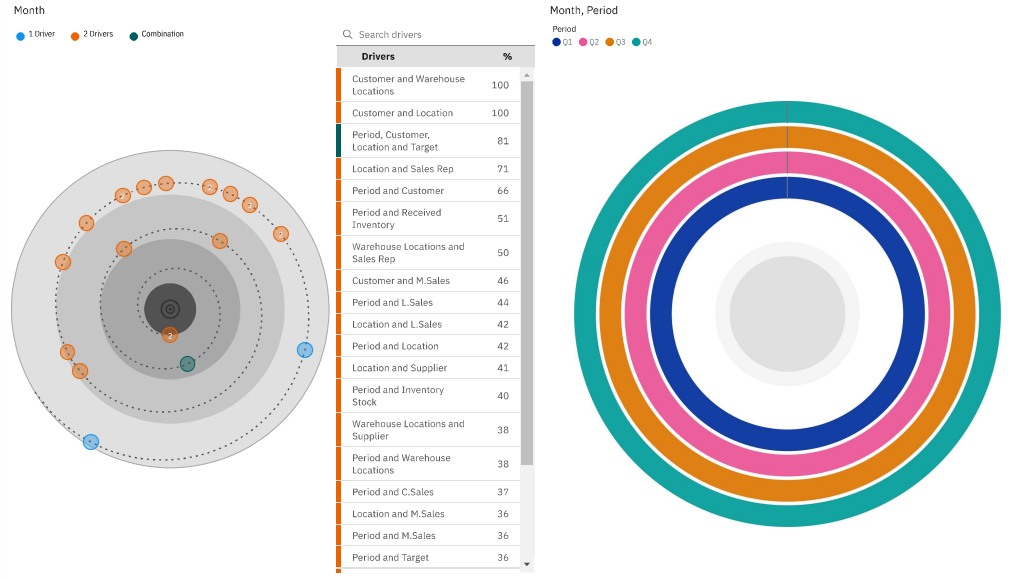 Month
1 Driver
2 Drivers
Combination
2
Search drivers
Drivers %
Customer and Warehouse
Locations
100
Customer and Location 100
Period, Customer,
Location and Target
81
Location and Sales Rep 71
Period and Customer 66
Period and Received
Inventory
51
Warehouse Locations and
Sales Rep
50
Customer and M.Sales 46
Period and L.Sales 44
Location and L.Sales 42
Period and Location 42
Location and Supplier 41
Period and Inventory
Stock
40
Warehouse Locations and
Supplier
38
Period and Warehouse
Locations
38
Period and C.Sales 37
Location and M.Sales 36
Period and M.Sales 36
Period and Target 36
Month, Period
Period
Q1 Q2 Q3 Q4